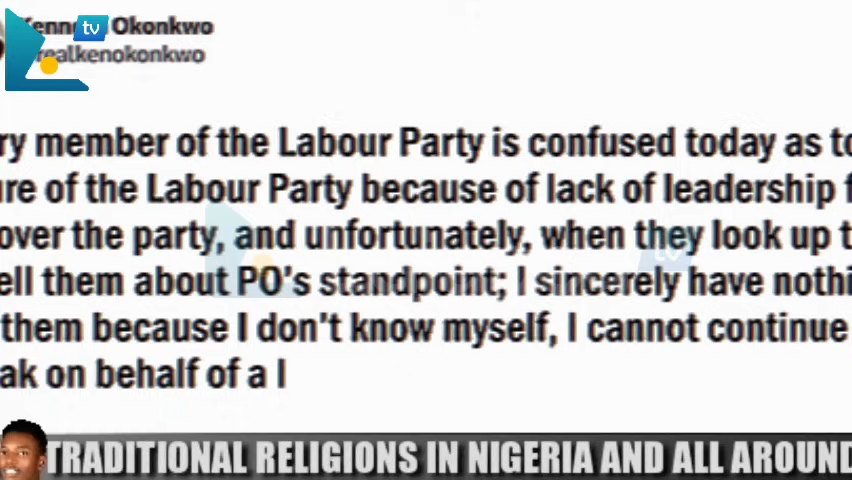 Okonkwo
realkenokonkwo
tv
ry member of the Labour Party is confused today as to
ure of the Labour Party because of lack of leadership f
over the party, and unfortunately, when they look up t
ell them about PO's standpoint; I sincerely have nothi
them because I don't know myself, I cannot continue
ak on behalf of a l
tv
TRADITIONAL RELIGIONS IN NIGERIA AND ALL AROUND